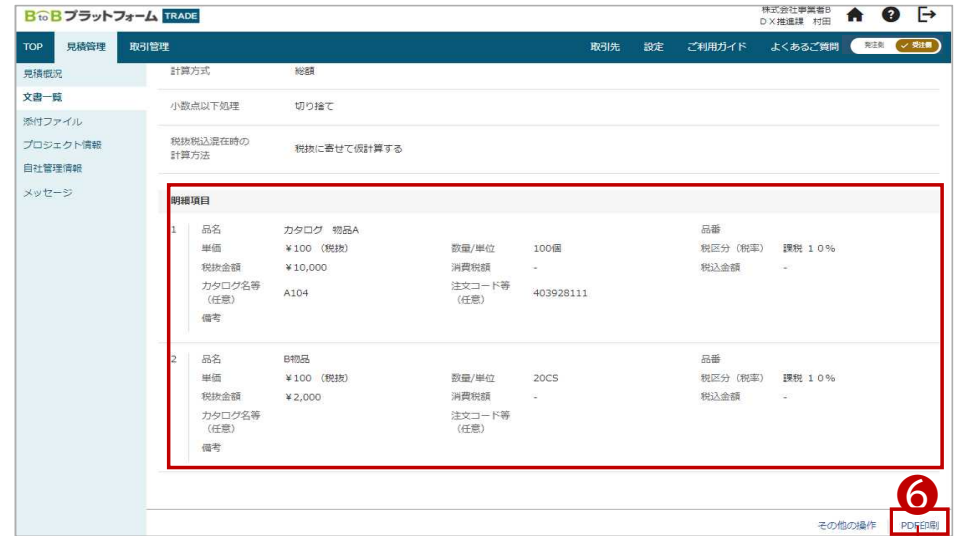 BtoBプラットフォーム TRADE
株式会社事業者B
DX推進課 村田
TOP 見積管理 取引管理 取引先 設定 ご利用ガイド よくあるご質問 発注側 受注側
見積概況
文書一覧
添付ファイル
プロジェクト情報
自社管理情報
メッセージ
計算方式 総額
小数点以下処理 切り捨て
税抜税込混在時の
計算方法 税抜に寄せて仮計算する
明細項目
1 品名 カタログ 物品A 品番
単価 ¥100 (税抜) 数量/単位 100個 税区分(税率) 課税 10%
税抜金額 ¥10,000 消費税額 - 税込金額 -
カタログ名等
(任意) A104 注文コード等
(任意) 403928111
備考
2 品名 B物品 品番
単価 ¥100 (税抜) 数量/単位 20CS 税区分(税率) 課税 10%
税抜金額 ¥2,000 消費税額 - 税込金額 -
カタログ名等
(任意) 注文コード等
(任意)
備考
6
その他の操作 PDF印刷